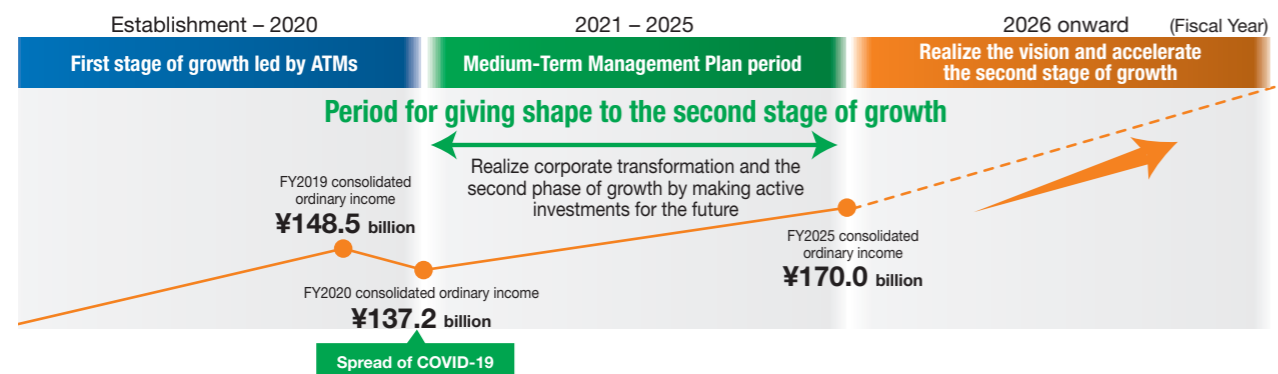 Establishment – 2020
2021 – 2025
2026 onward
(Fiscal Year)
First stage of growth led by ATMs
Medium-Term Management Plan period
Realize the vision and accelerate
the second stage of growth
Period for giving shape to the second stage of growth
Realize corporate transformation and the
second phase of growth by making active
investments for the future
FY2019 consolidated
ordinary income
¥148.5 billion
FY2020 consolidated ordinary income
¥137.2 billion
Spread of COVID-19
FY2025 consolidated
ordinary income
¥170.0 billion